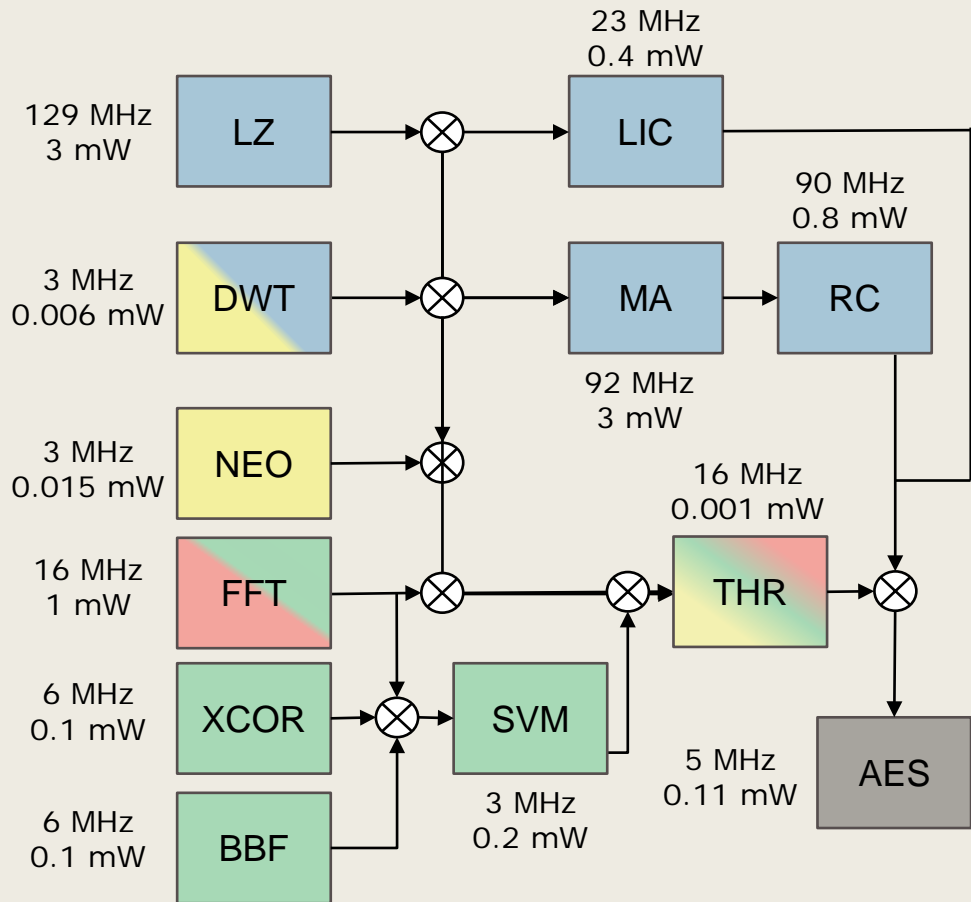 23 MHz
0.4 mW
129 MHz
3 mW
LZ
LIC
90 MHz
0.8 mW
3 MHz
0.006 mW
DWT
MA
RC
92 MHz
3 mW
3 MHz
0.015 mW
NEO
16 MHz
0.001 mW
16 MHz
1 mW
FFT
THR
6 MHz
0.1 mW
XCOR
SVM
5 MHz
0.11 mW
AES
3 MHz
0.2 mW
6 MHz
0.1 mW
BBF